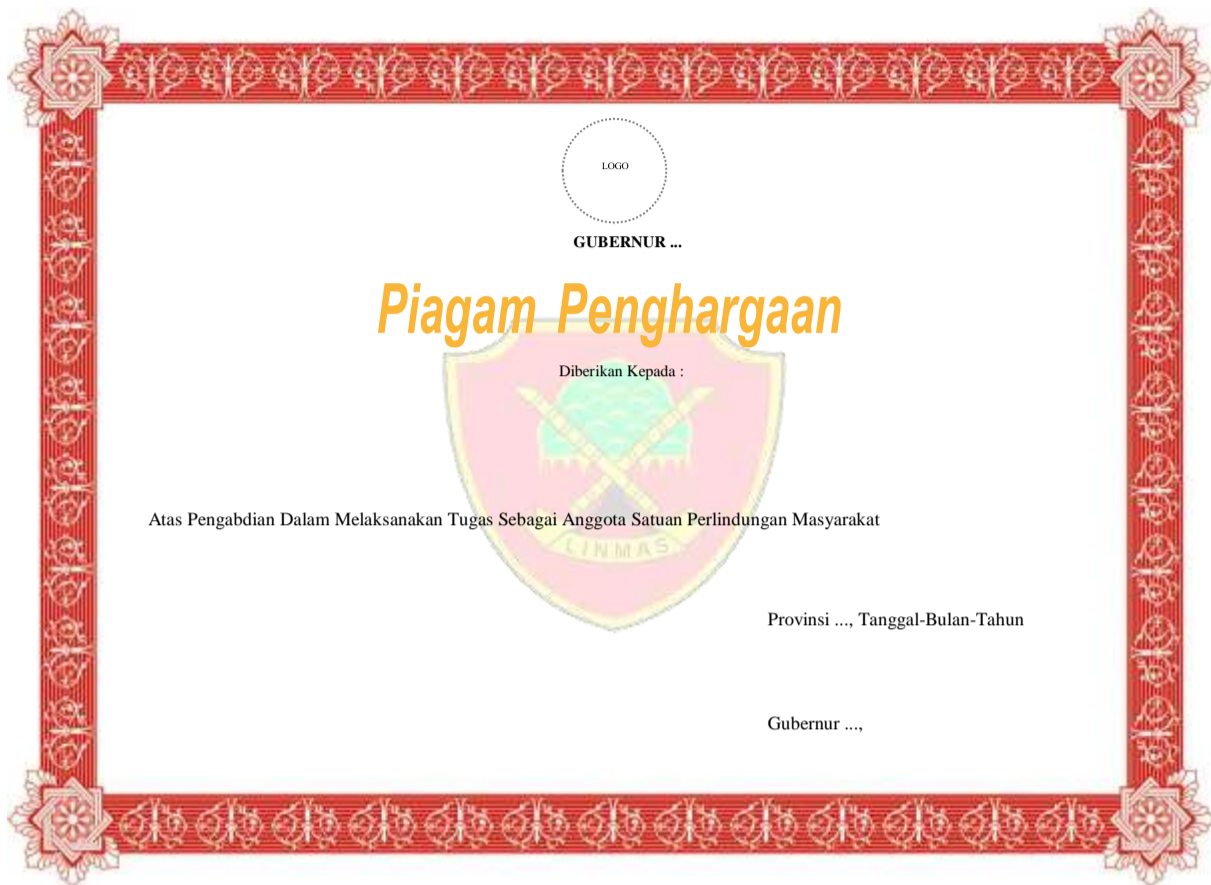 LOGO
GUBERNUR ...
Piagam Penghargaan
Diberikan Kepada :
Atas Pengabdian Dalam Melaksanakan Tugas Sebagai Anggota Satuan Perlindungan Masyarakat
LINMAS
Provinsi ..., Tanggal-Bulan-Tahun
Gubernur ...,